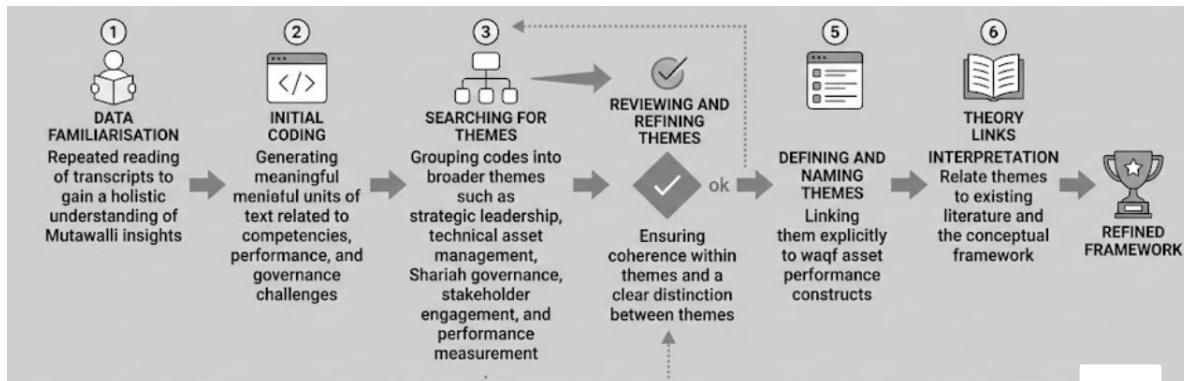 1
DATA
FAMILIARISATION
Repeated reading
of transcripts to
gain a holistic
understanding of
Mutawalli insights
2
</>
INITIAL
CODING
Generating
meaningful
menieful units of
text related to
competencies,
performance, and
governance
challenges
3
SEARCHING FOR
THEMES
Grouping codes into
broader themes
such as
strategic leadership,
technical asset
management,
Shariah governance,
stakeholder
engagement, and
performance
measurement
REVIEWING AND
REFINING
THEMES
ok
Ensuring
coherence within
themes and a
clear distinction
between themes
5
DEFINING AND
NAMING
THEMES
Linking
them explicitly
to waqf asset
performance
constructs
6
THEORY
LINKS
INTERPRETATION
Relate themes to
existing
literature and
the conceptual
framework
REFINED
FRAMEWORK